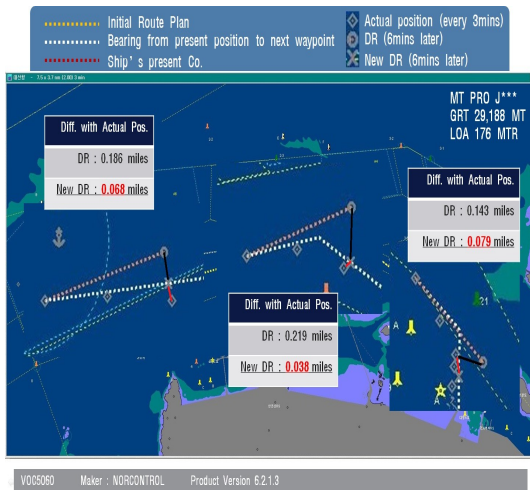 Initial Route Plan
Bearing from present position to next waypoint
Ship's present Co.
Actual position (every 3mins)
DR (6mins later)
New DR (6mins later)
MT PRO J***
GRT 29,188 MT
LOA 176 MTR
Diff. with Actual Pos.
DR : 0.186 miles
New DR : 0.068 miles
Diff. with Actual Pos.
DR : 0.143 miles
New DR : 0.079 miles
Diff. with Actual Pos.
DR : 0.219 miles
New DR : 0.038 miles
21
A
A
VOC5060 Maker : NORCONTROL Product Version 6.2.1.3